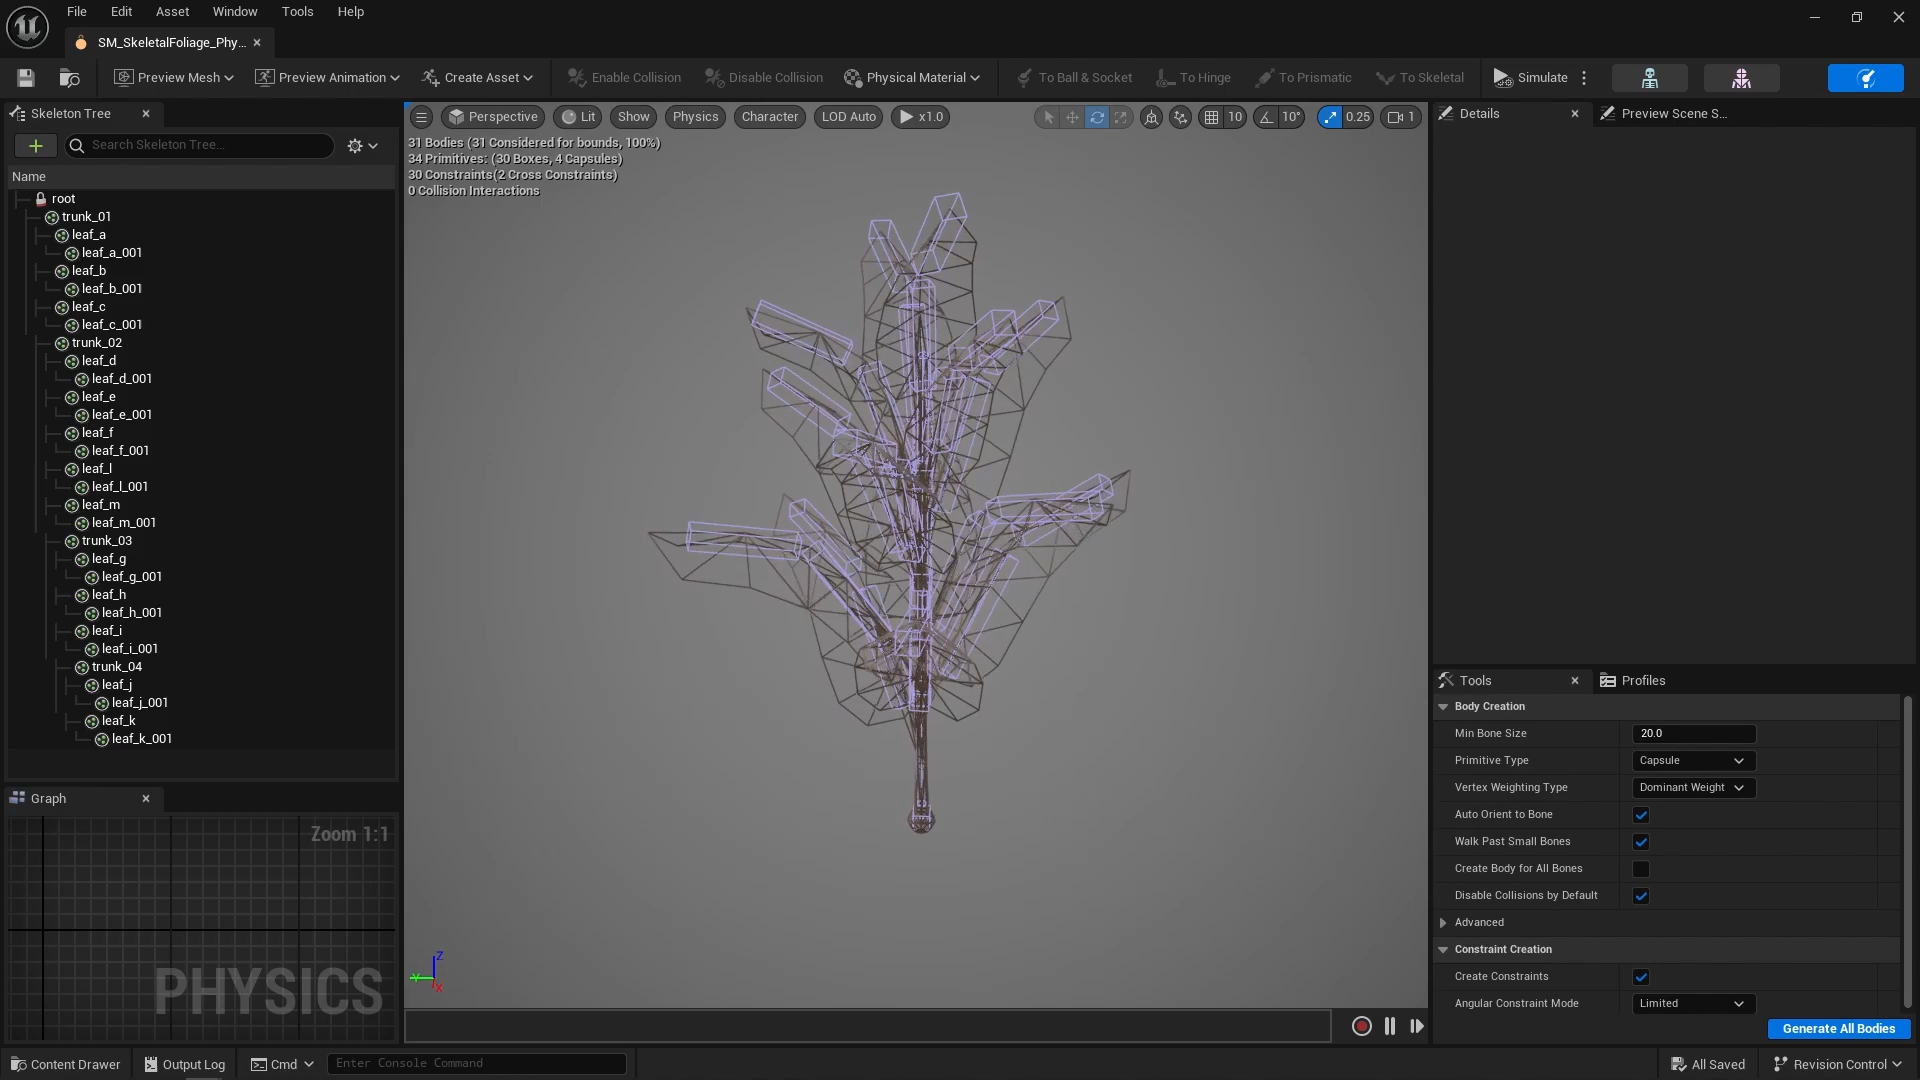 File Edit Asset Window Tools Help
SM_SkeletalFoliage_Phy...
Preview Mesh Preview Animation Create Asset Enable Collision Disable Collision Physical Material To Ball & Socket To Hinge To Prismatic To Skeletal Simulate
Skeleton Tree
Search Skeleton Tree...
Name
root
trunk_01
leaf_a
leaf_a_001
leaf_b
leaf_b_001
leaf_c
leaf_c_001
trunk_02
leaf_d
leaf_d_001
leaf_e
leaf_e_001
leaf_f
leaf_f_001
leaf_l
leaf_l_001
leaf_m
leaf_m_001
trunk_03
leaf_g
leaf_g_001
leaf_h
leaf_h_001
leaf_i
leaf_i_001
trunk_04
leaf_j
leaf_j_001
leaf_k
leaf_k_001
Graph
Zoom 1:1
PHYSICS
Perspective Lit Show Physics Character LOD Auto x1.0 10 10° 0.25 1
31 Bodies (31 Considered for bounds, 100%)
34 Primitives: (30 Boxes, 4 Capsules)
30 Constraints(2 Cross Constraints)
0 Collision Interactions
Z
Y
X
Details Preview Scene S...
Tools Profiles
Body Creation
Min Bone Size 20.0
Primitive Type Capsule
Vertex Weighting Type Dominant Weight
Auto Orient to Bone
Walk Past Small Bones
Create Body for All Bones
Disable Collisions by Default
Advanced
Constraint Creation
Create Constraints
Angular Constraint Mode Limited
Generate All Bodies
Content Drawer Output Log Cmd Enter Console Command All Saved Revision Control